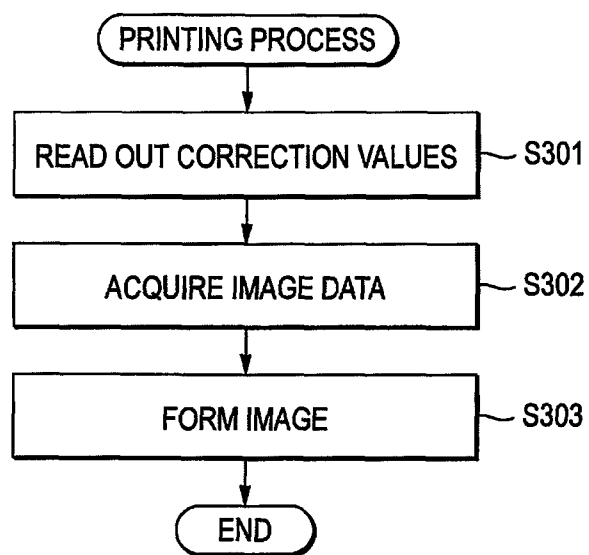 PRINTING PROCESS
READ OUT CORRECTION VALUES S301
ACQUIRE IMAGE DATA S302
FORM IMAGE S303
END